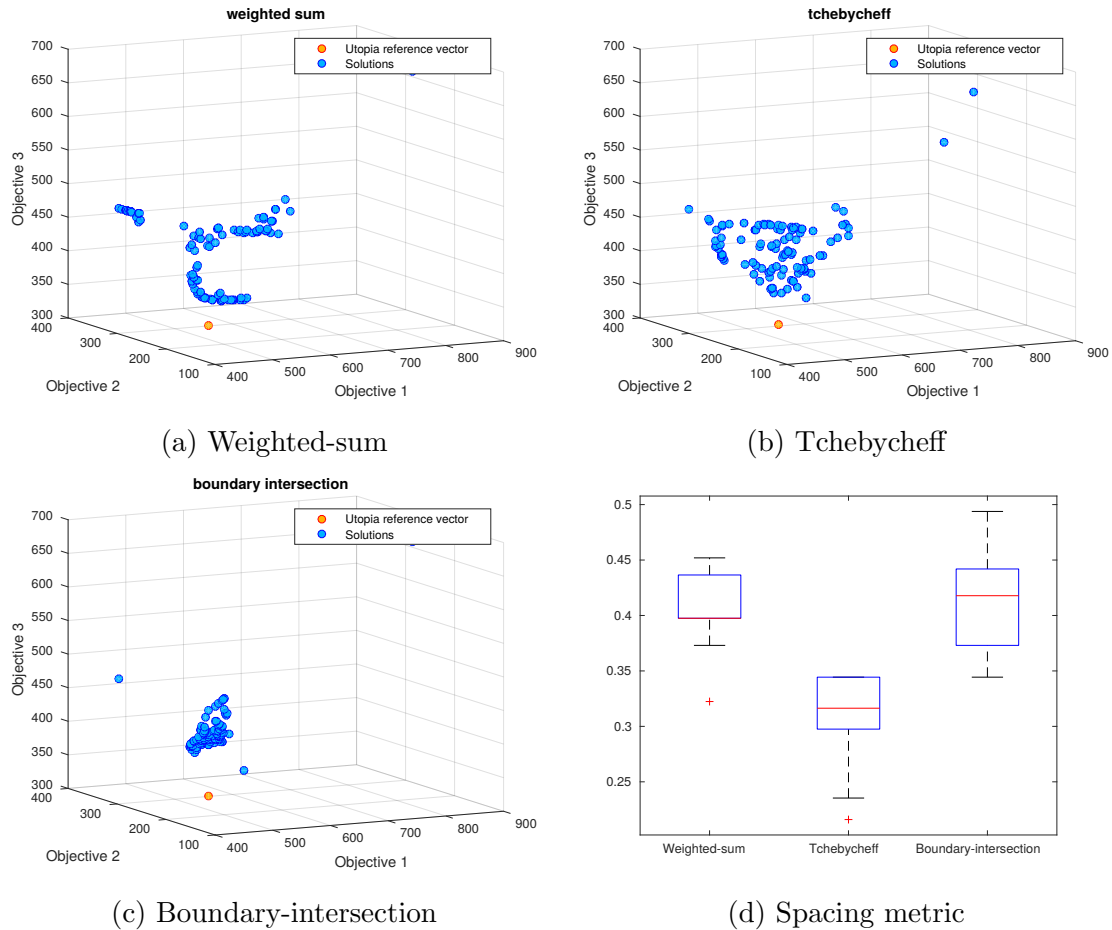 weighted sum
Utopia reference vector
Solutions
700
650
600
550
500
450
400
350
300
Objective 3
400
300
200
100
Objective 2
400
500
600
700
800
900
Objective 1
(a) Weighted-sum
tchebycheff
Utopia reference vector
Solutions
700
650
600
550
500
450
400
350
300
Objective 3
400
300
200
100
Objective 2
400
500
600
700
800
900
Objective 1
(b) Tchebycheff
boundary intersection
Utopia reference vector
Solutions
700
650
600
550
500
450
400
350
300
Objective 3
400
300
200
100
Objective 2
400
500
600
700
800
900
Objective 1
(c) Boundary-intersection
0.5
0.45
0.4
0.35
0.3
0.25
Weighted-sum
Tchebycheff
Boundary-intersection
(d) Spacing metric